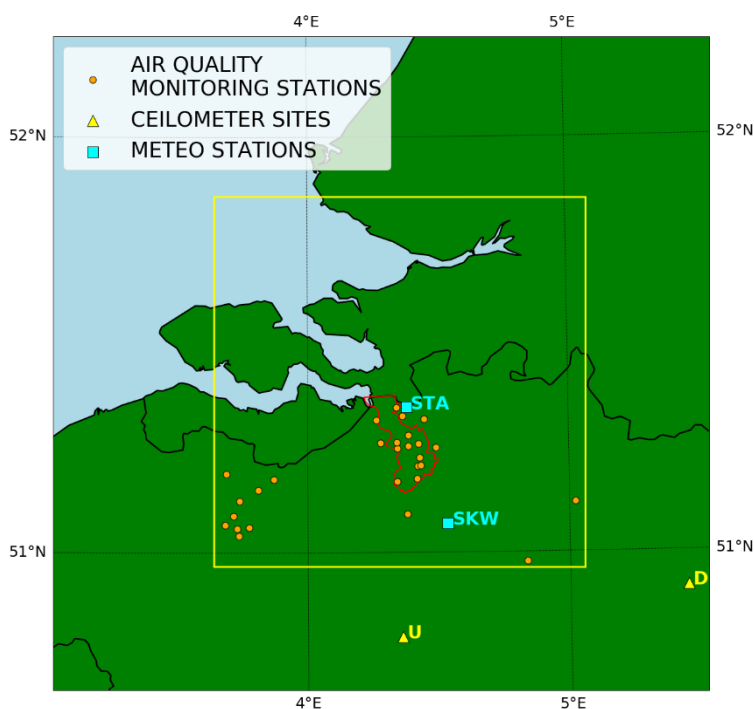 4°E 5°E
AIR QUALITY
MONITORING STATIONS
CEILOMETER SITES
METEO STATIONS
52°N 52°N
STA
SKW
51°N 51°N
D
U
4°E 5°E